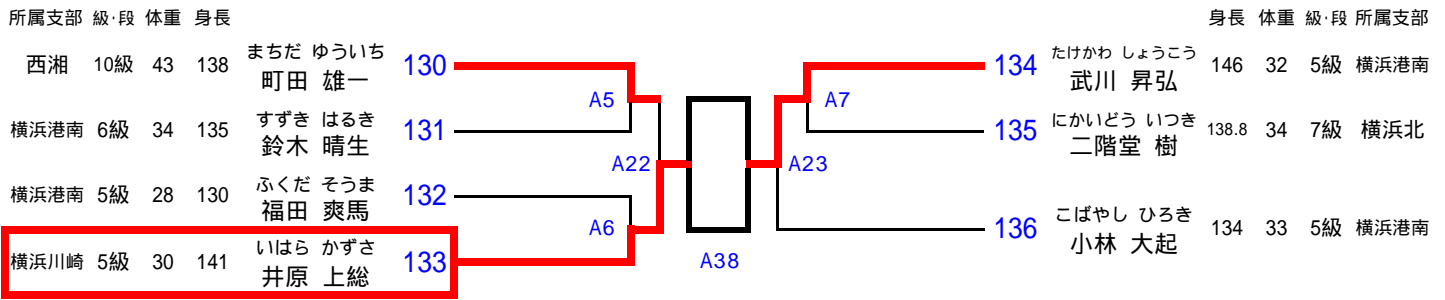 所属支部 級・段 体重 身長
身長 体重 級・段 所属支部
西湘 10級 43 138 まちだ ゆういち 町田 雄一 130
134 たけかわ しょうこう 武川 昇弘 146 32 5級 横浜港南
A5
A7
横浜港南 6級 34 135 すずき はるき 鈴木 晴生 131
135 にかいどう いつき 二階堂 樹 138.8 34 7級 横浜北
A22
A23
横浜港南 5級 28 130 ふくだ そうま 福田 爽馬 132
A6
136 こばやし ひろき 小林 大起 134 33 5級 横浜港南
横浜川崎 5級 30 141 いはら かずさ 井原 上総 133
A38